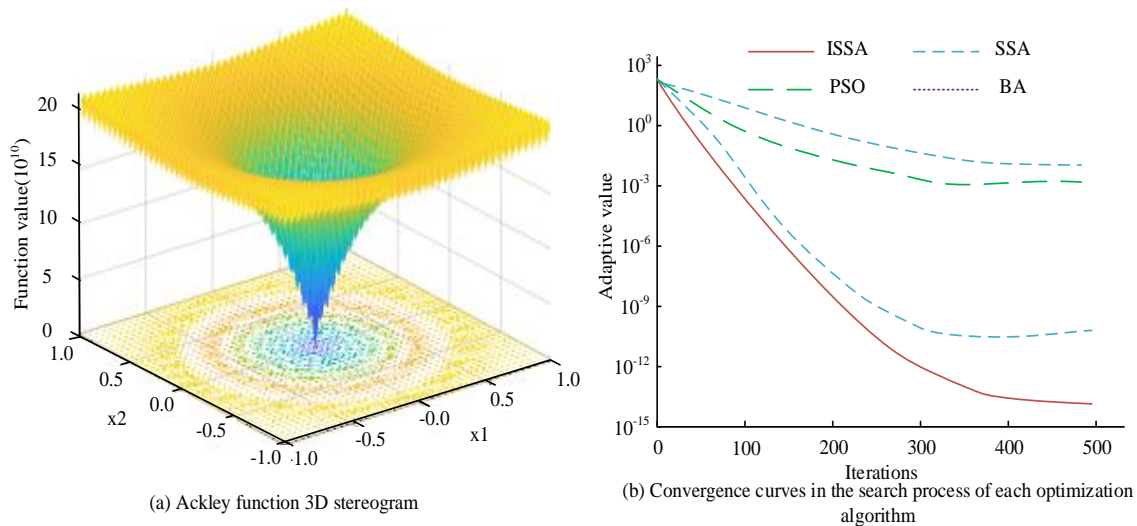 Function value(10^10)
20
15
10
5
0
1.0
0.5
0.0
-0.5
-1.0
x2
-1.0
-0.5
-0.0
0.5
1.0
x1
(a) Ackley function 3D stereogram
ISSA
SSA
PSO
BA
Adaptive value
10^3
10^0
10^-3
10^-6
10^-9
10^-12
10^-15
0 100 200 300 400 500
Iterations
(b) Convergence curves in the search process of each optimization
algorithm